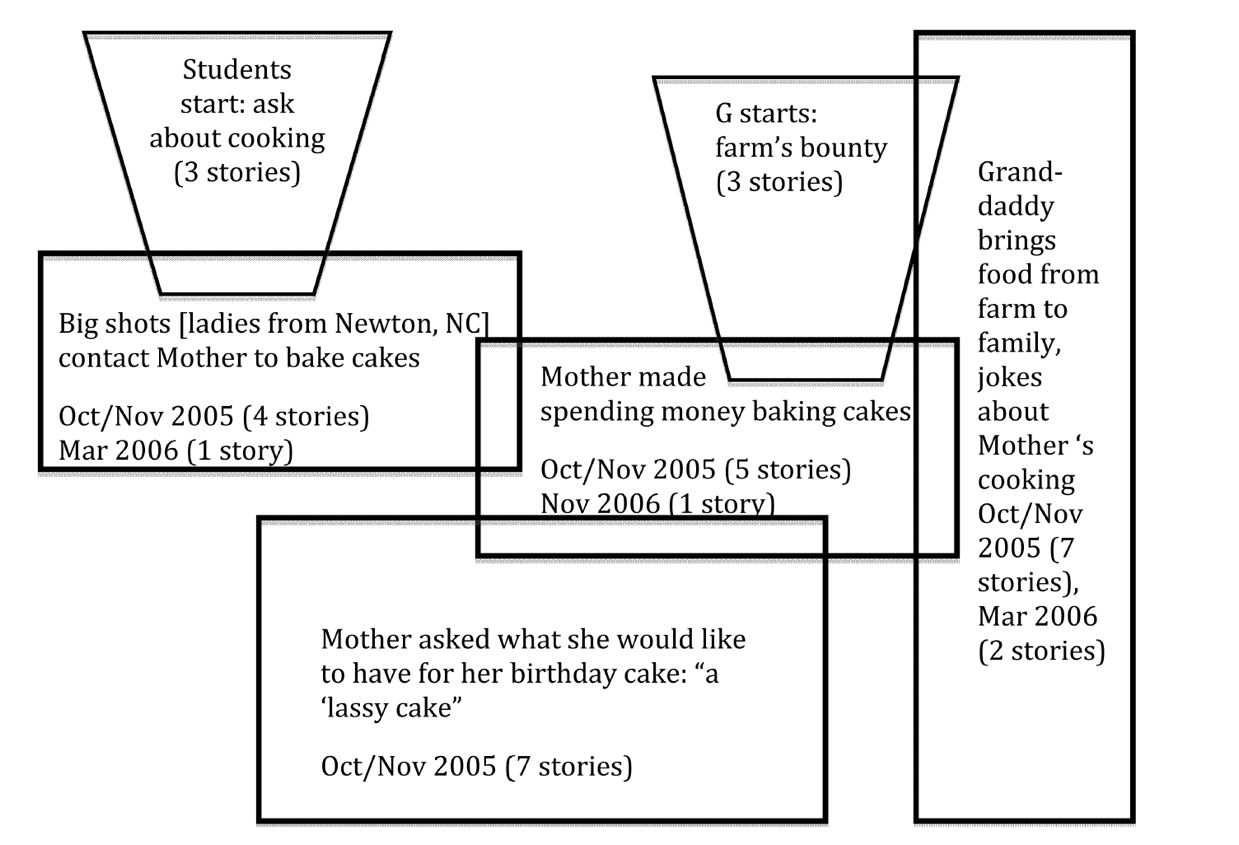 Students
start: ask
about cooking
(3 stories)
G starts:
farm’s bounty
(3 stories)
Big shots [ladies from Newton, NC]
contact Mother to bake cakes
Oct/Nov 2005 (4 stories)
Mar 2006 (1 story)
Mother made
spending money baking cakes
Oct/Nov 2005 (5 stories)
Nov 2006 (1 story)
Mother asked what she would like
to have for her birthday cake: “a
‘lassy cake”
Oct/Nov 2005 (7 stories)
Grand-
daddy
brings
food from
farm to
family,
jokes
about
Mother ‘s
cooking
Oct/Nov
2005 (7
stories),
Mar 2006
(2 stories)